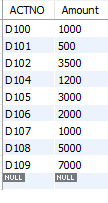 ACTNO Amount
D100 1000
D101 500
D102 3500
D104 1200
D105 3000
D106 2000
D107 1000
D108 5000
D109 7000
NULL NULL